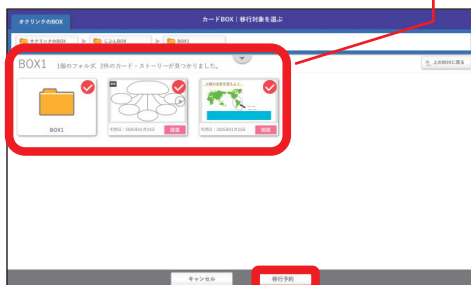 オクリンクのBOX
カードBOX | 移行対象を選ぶ
オクリンクのBOX
じぶんBOX
BOX1
BOX1 1個のフォルダ, 2件のカード・ストーリーが見つかりました。
上のBOXに戻る
BOX1
キャンセル
移行予約